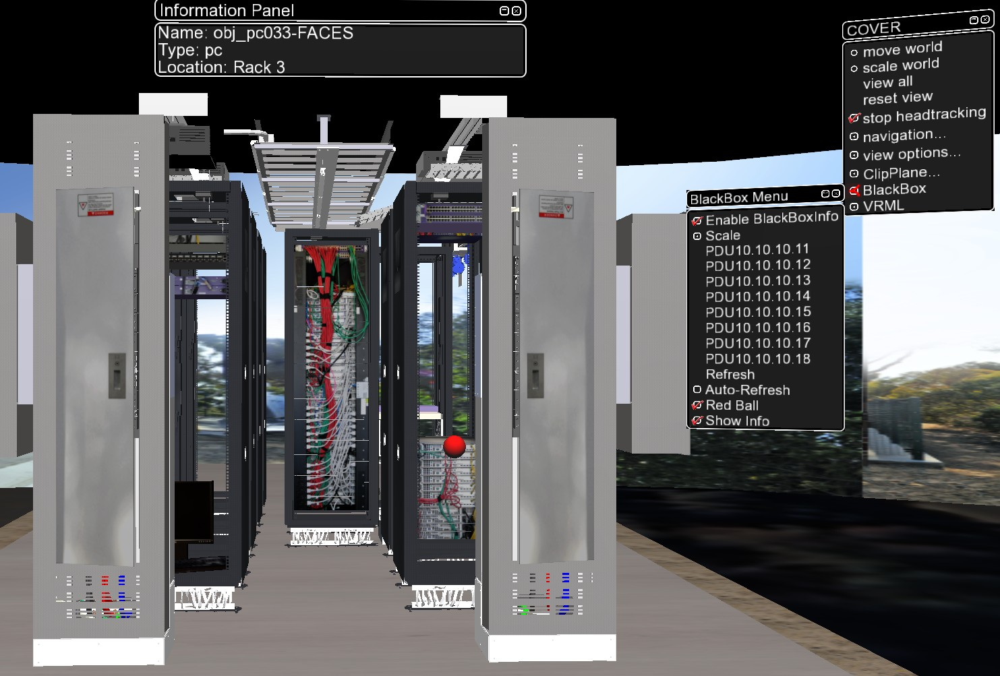 Information Panel
Name: obj_pc033-FACES
Type: pc
Location: Rack 3
COVER
move world
scale world
view all
reset view
stop headtracking
navigation...
view options...
ClipPlane...
BlackBox
VRML
BlackBox Menu
Enable BlackBoxInfo
Scale
PDU10.10.10.11
PDU10.10.10.12
PDU10.10.10.13
PDU10.10.10.14
PDU10.10.10.15
PDU10.10.10.16
PDU10.10.10.17
PDU10.10.10.18
Refresh
Auto-Refresh
Red Ball
Show Info